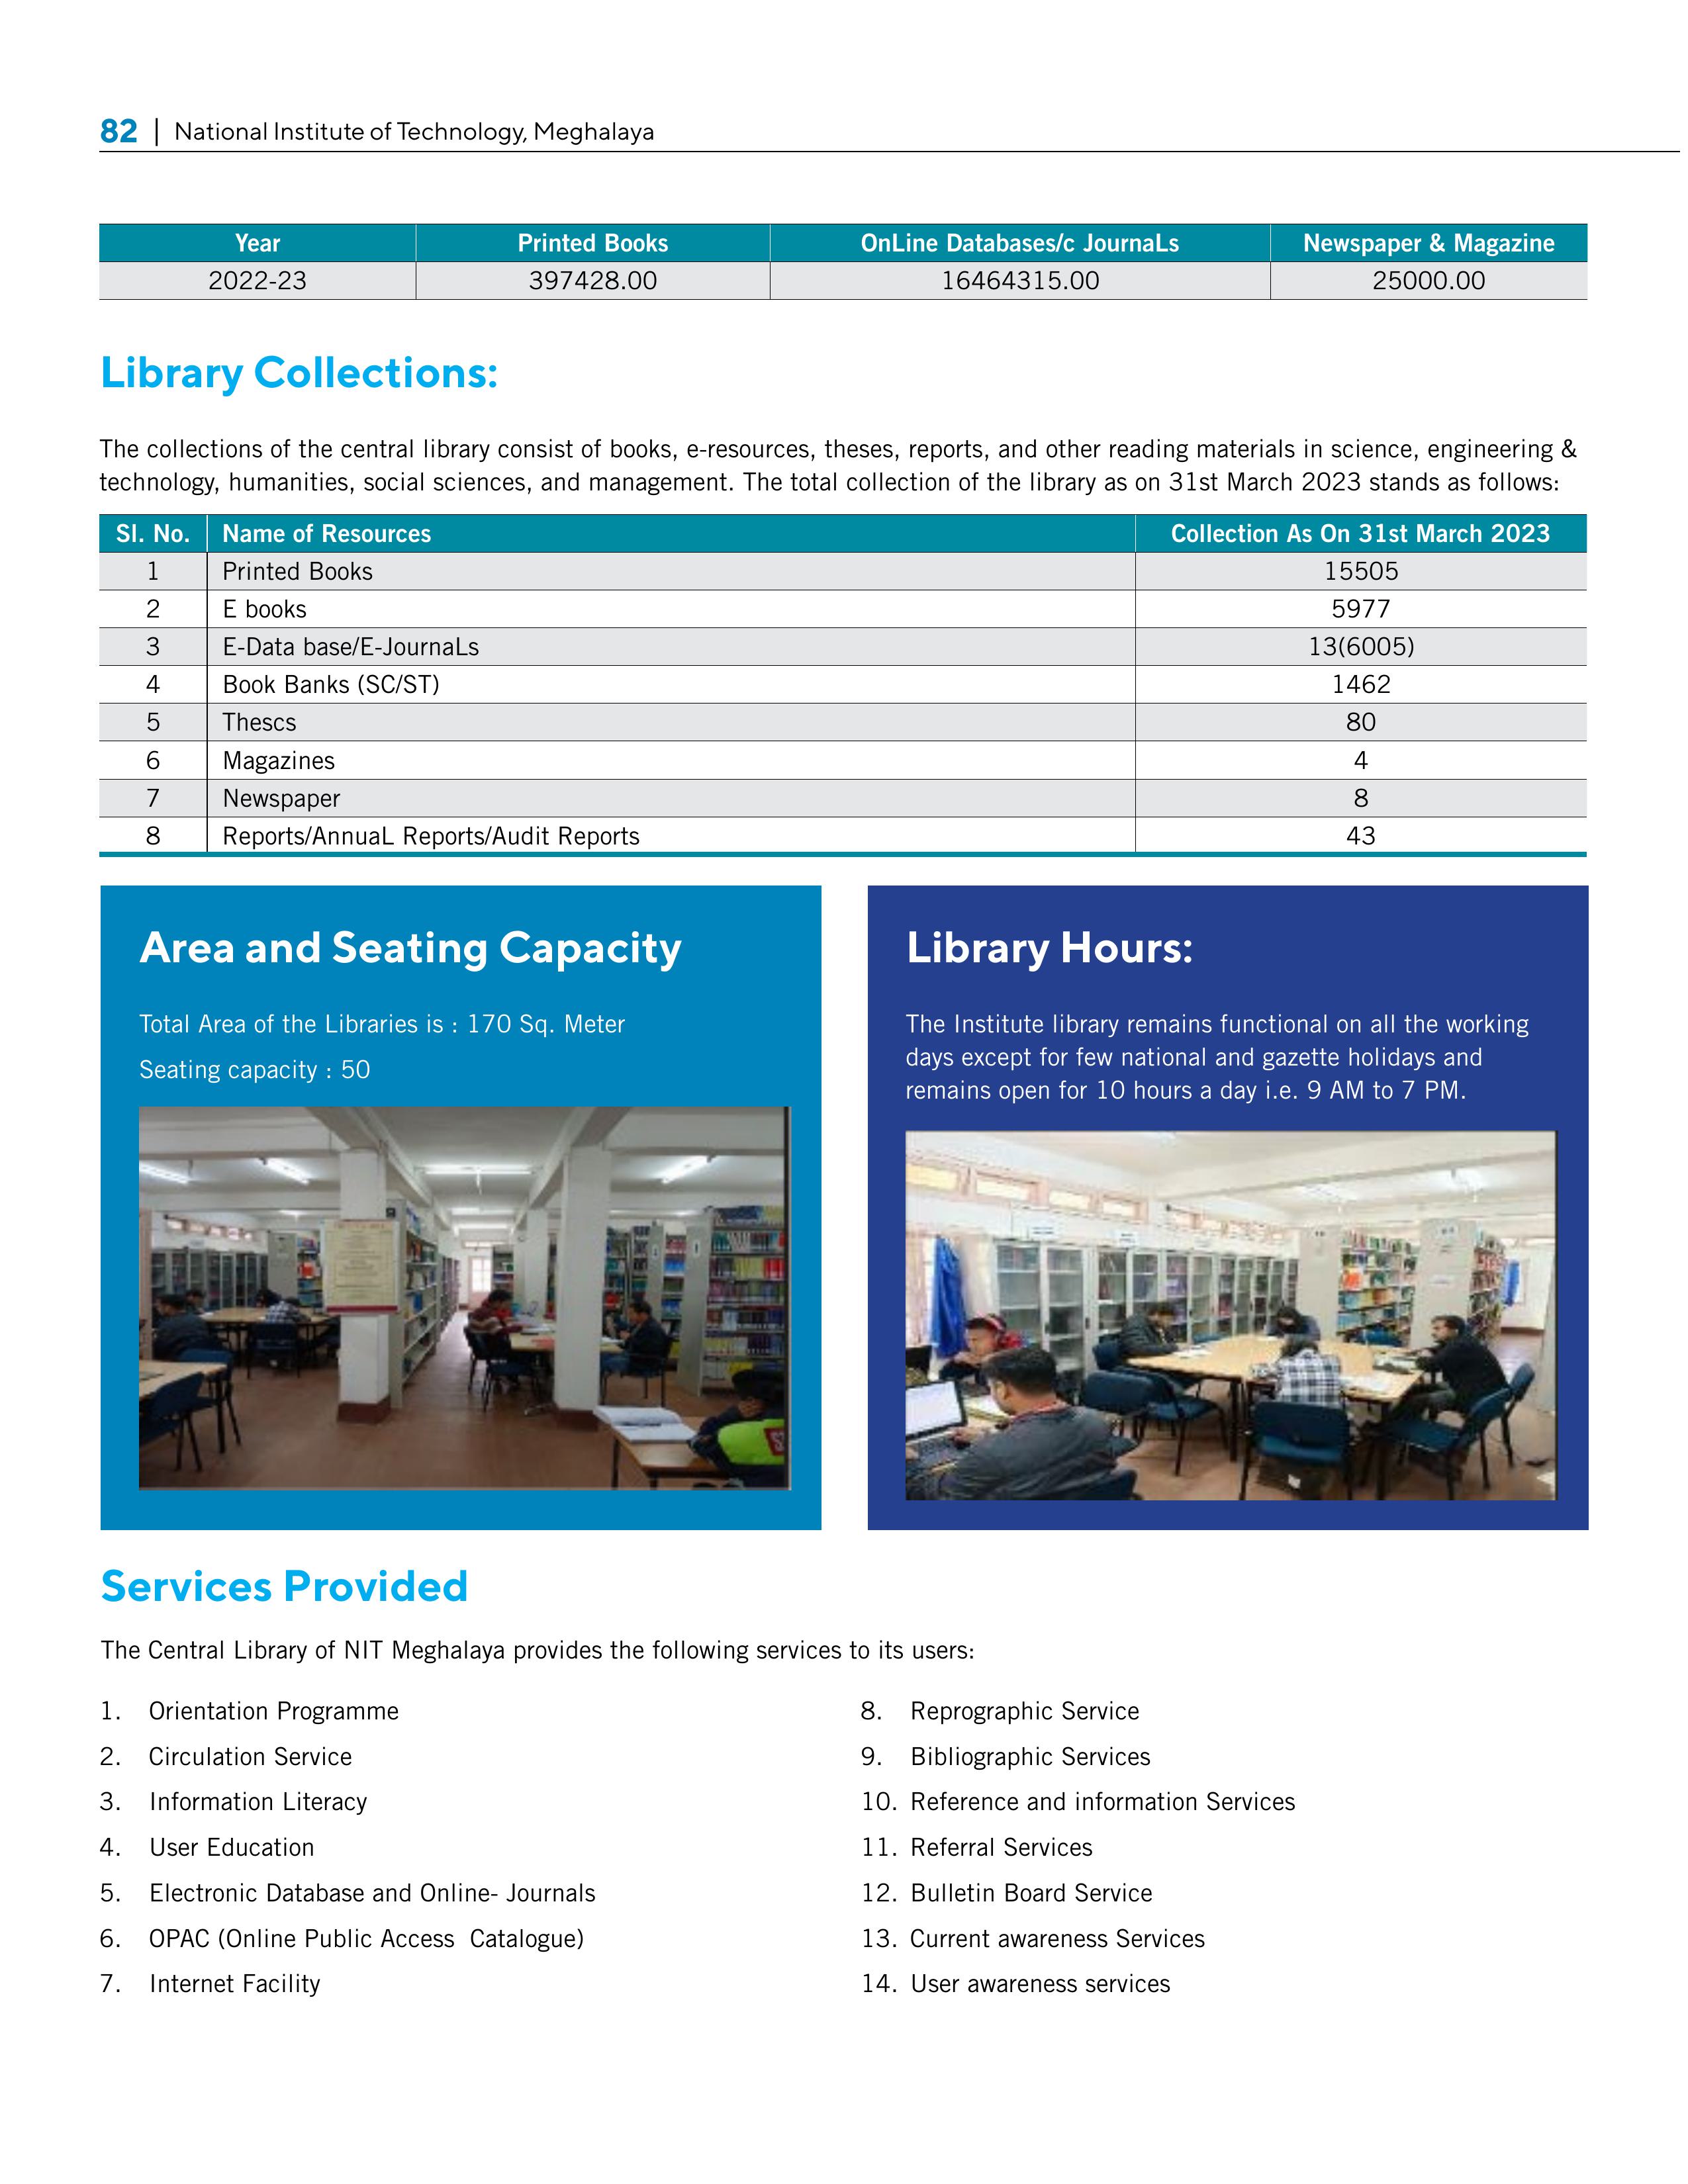 82 | National Institute of Technology, Meghalaya
Year Printed Books OnLine Databases/c JournaLs Newspaper & Magazine
2022-23 397428.00 16464315.00 25000.00
Library Collections:
The collections of the central library consist of books, e-resources, theses, reports, and other reading materials in science, engineering &
technology, humanities, social sciences, and management. The total collection of the library as on 31st March 2023 stands as follows:
Sl. No. Name of Resources Collection As On 31st March 2023
1 Printed Books 15505
2 E books 5977
3 E-Data base/E-JournaLs 13(6005)
4 Book Banks (SC/ST) 1462
5 Thescs 80
6 Magazines 4
7 Newspaper 8
8 Reports/AnnuaL Reports/Audit Reports 43
Area and Seating Capacity
Total Area of the Libraries is : 170 Sq. Meter
Seating capacity : 50
Library Hours:
The Institute library remains functional on all the working
days except for few national and gazette holidays and
remains open for 10 hours a day i.e. 9 AM to 7 PM.
Services Provided
The Central Library of NIT Meghalaya provides the following services to its users:
1. Orientation Programme
2. Circulation Service
3. Information Literacy
4. User Education
5. Electronic Database and Online- Journals
6. OPAC (Online Public Access  Catalogue)
7. Internet Facility
8. Reprographic Service
9. Bibliographic Services
10. Reference and information Services
11. Referral Services
12. Bulletin Board Service
13. Current awareness Services
14. User awareness services